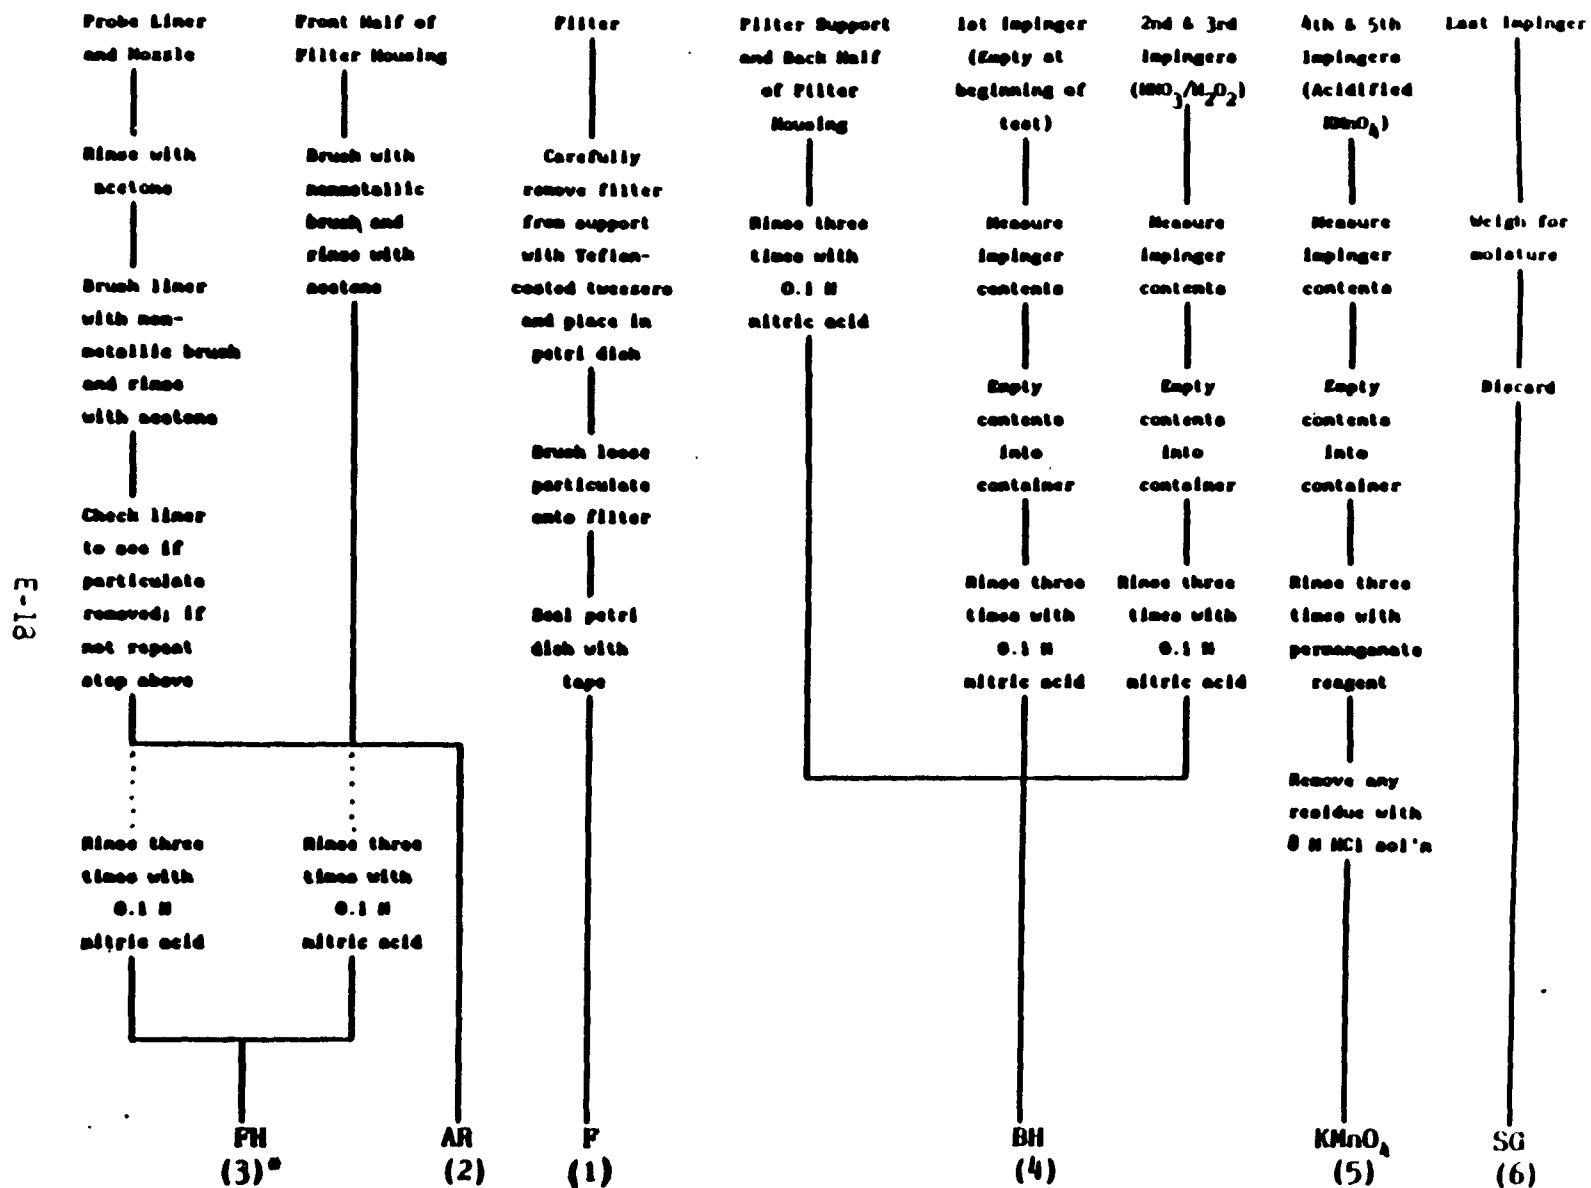 Probe Liner
and Nozzle
Rinse with
acetone
Brush liner
with non-
metallic brush
and rinse
with acetone
Check liner
to see if
particulate
removed; if
not repeat
step above
Rinse three
times with
0.1 N
nitric acid
Front Half of
Filter Housing
Brush with
nonmetallic
brush and
rinse with
acetone
Rinse three
times with
0.1 N
nitric acid
FH
(3)*
AR
(2)
Filter
Carefully
remove filter
from support
with Teflon-
coated tweezers
and place in
petri dish
Brush loose
particulate
onto filter
Seal petri
dish with
tape
F
(1)
Filter Support
and Back Half
of Filter
Housing
Rinse three
times with
0.1 N
nitric acid
1st Impinger
(Empty at
beginning of
test)
Measure
impinger
contents
Empty
contents
into
container
Rinse three
times with
0.1 N
nitric acid
2nd & 3rd
Impingers
(HNO3/H2O2)
Measure
impinger
contents
Empty
contents
into
container
Rinse three
times with
0.1 N
nitric acid
BH
(4)
4th & 5th
Impingers
(Acidified
KMnO4)
Measure
impinger
contents
Empty
contents
into
container
Rinse three
times with
permanganate
reagent
Remove any
residue with
8 N HCl sol'n
KMnO4
(5)
Last Impinger
Weigh for
moisture
Discard
SG
(6)
E-18